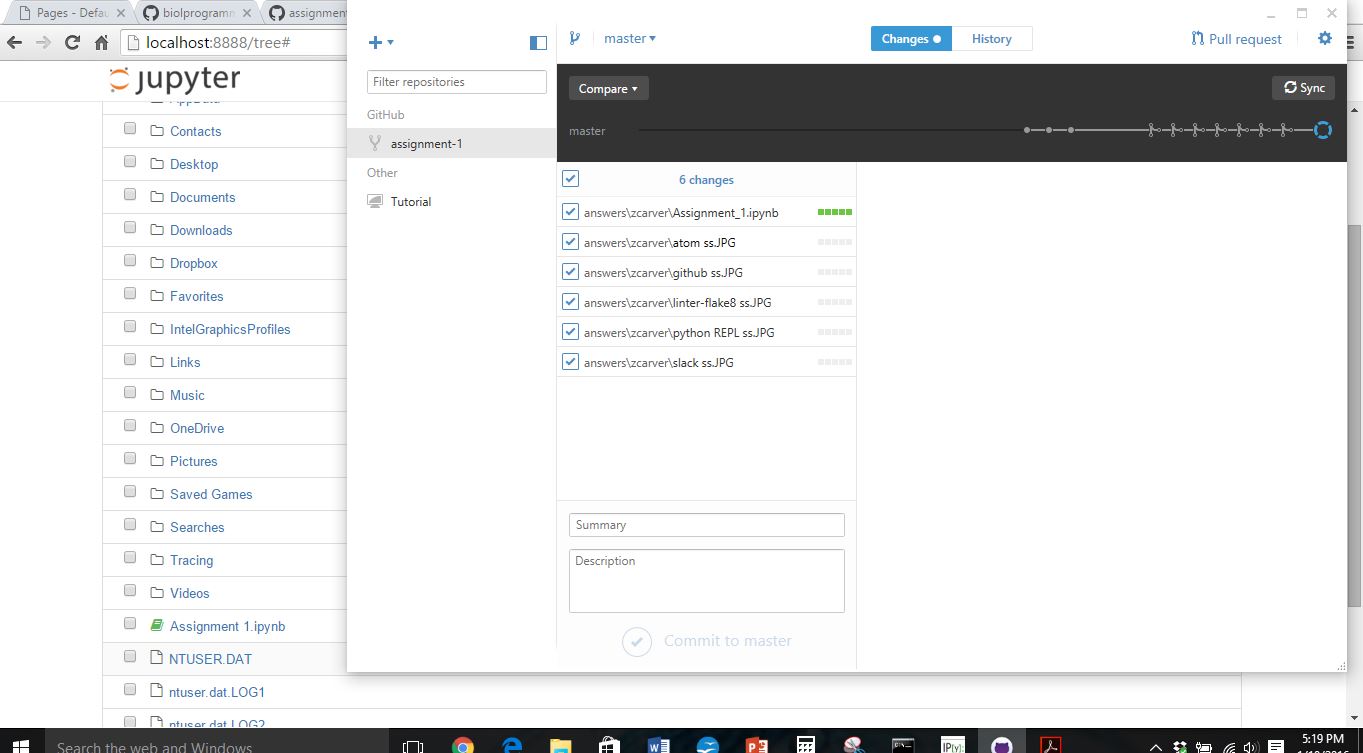 Pages - Defau
biolprogramm
assignment
localhost:8888/tree#
jupyter
Contacts
Desktop
Documents
Downloads
Dropbox
Favorites
IntelGraphicsProfiles
Links
Music
OneDrive
Pictures
Saved Games
Searches
Tracing
Videos
Assignment 1.ipynb
NTUSER.DAT
ntuser.dat.LOG1
ntuser.dat.LOG2
Filter repositories
GitHub
assignment-1
Other
Tutorial
master
Changes
History
Pull request
Compare
Sync
master
6 changes
answers\zcarver\Assignment_1.ipynb
answers\zcarver\atom ss.JPG
answers\zcarver\github ss.JPG
answers\zcarver\linter-flake8 ss.JPG
answers\zcarver\python REPL ss.JPG
answers\zcarver\slack ss.JPG
Summary
Description
Commit to master
Search the web and Windows
IP[y]:
5:19 PM